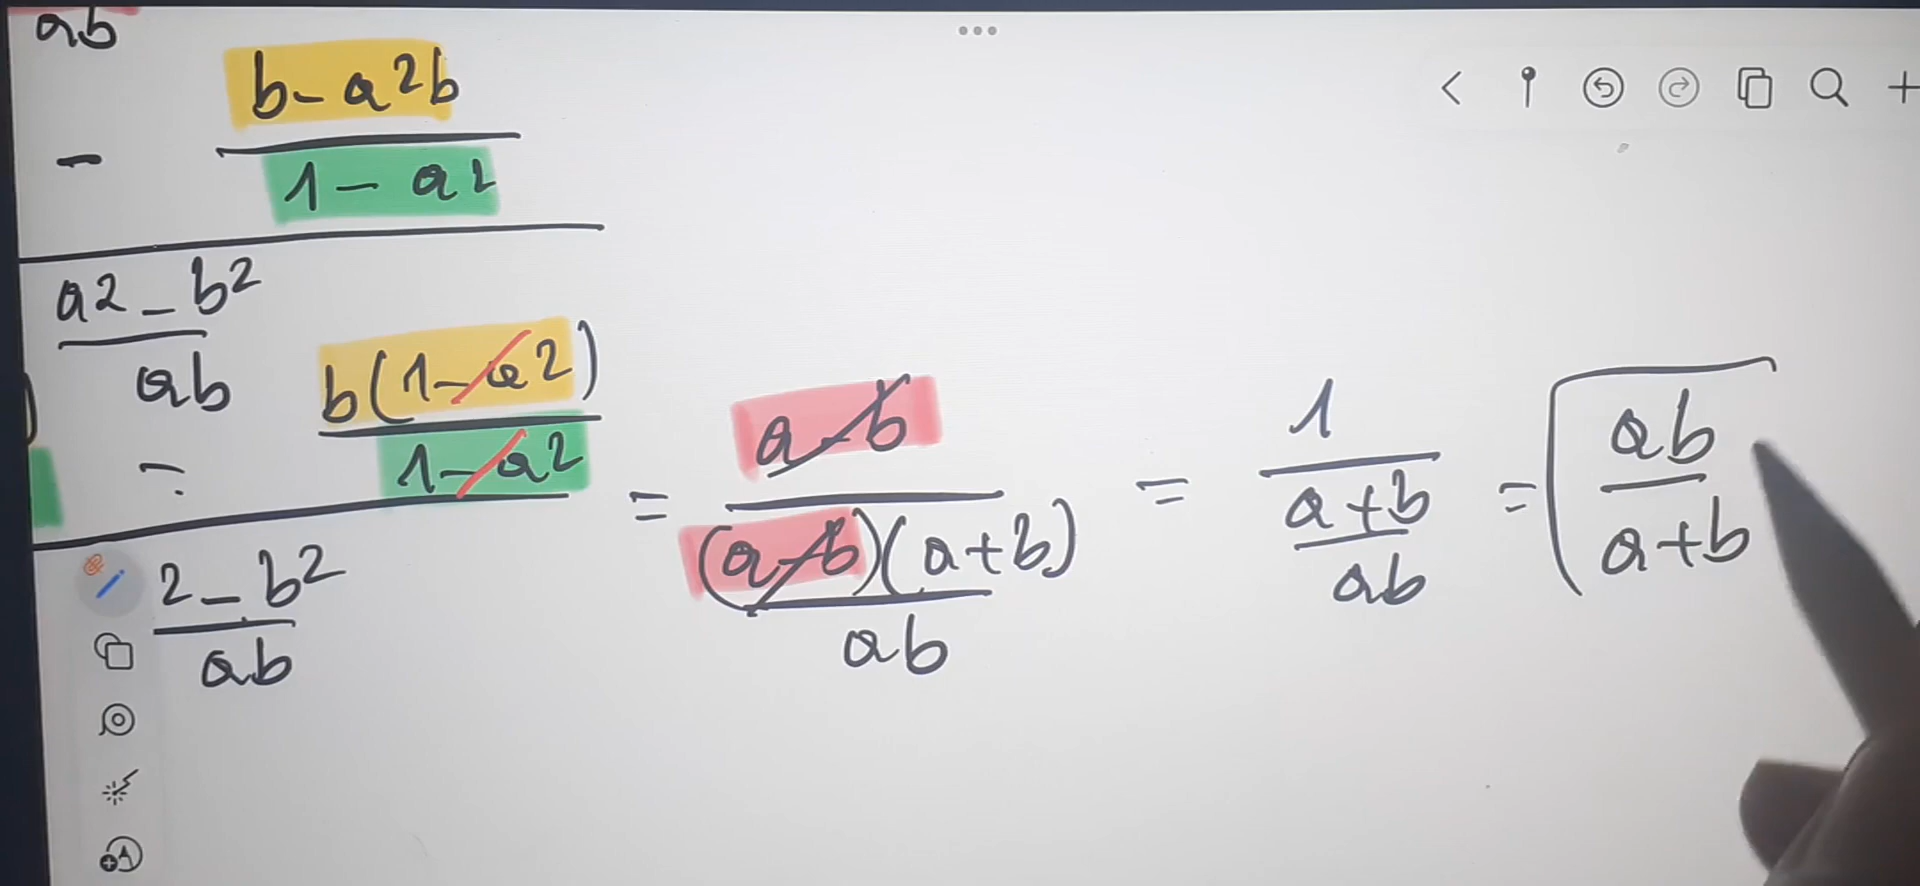 ab
- b - a2b
1 - a2
a2 - b2
ab
- b(1 - a2)
1 - a2
2 - b2
ab
= a - b
(a - b)(a + b)
ab
= 1
a + b
ab
= ab
a + b